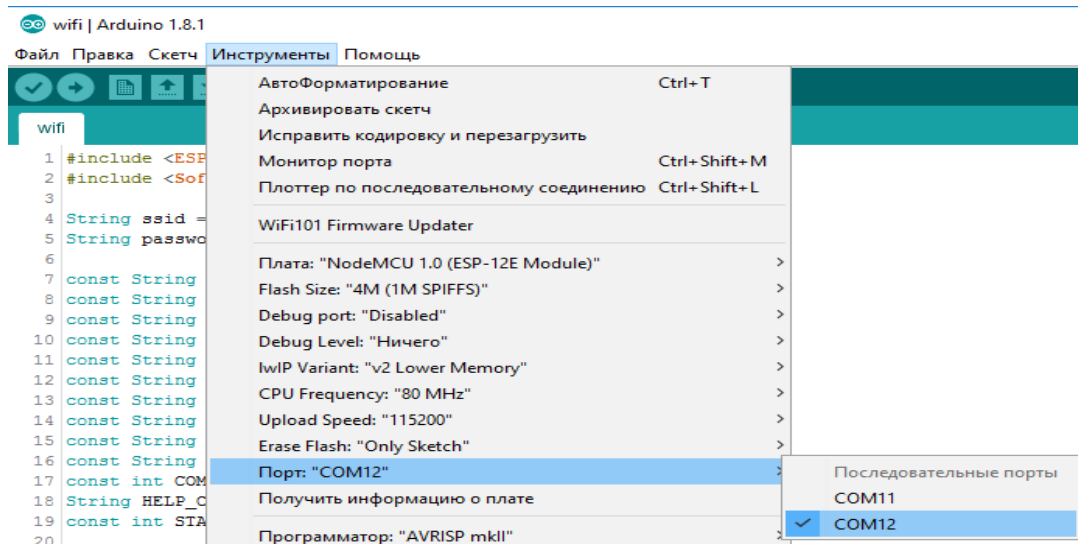 wifi | Arduino 1.8.1
Файл Правка Скетч Инструменты Помощь
АвтоФорматирование Ctrl+T
Архивировать скетч
wifi
Исправить кодировку и перезагрузить
1 #include <ESP
Монитор порта Ctrl+Shift+M
2 #include <Sof
Плоттер по последовательному соединению Ctrl+Shift+L
3
4 String ssid =
WiFi101 Firmware Updater
5 String passwo
6
Плата: "NodeMCU 1.0 (ESP-12E Module)"
7 const String
Flash Size: "4M (1M SPIFFS)"
8 const String
9 const String
Debug port: "Disabled"
10 const String
Debug Level: "Ничего"
11 const String
IwIP Variant: "v2 Lower Memory"
12 const String
13 const String
CPU Frequency: "80 MHz"
14 const String
Upload Speed: "115200"
15 const String
Erase Flash: "Only Sketch"
16 const String
Порт: "COM12"
Последовательные порты
17 const int COM
18 String HELP_C
Получить информацию о плате
COM11
19 const int STA
COM12
20
Программатор: "AVRISP mkII"